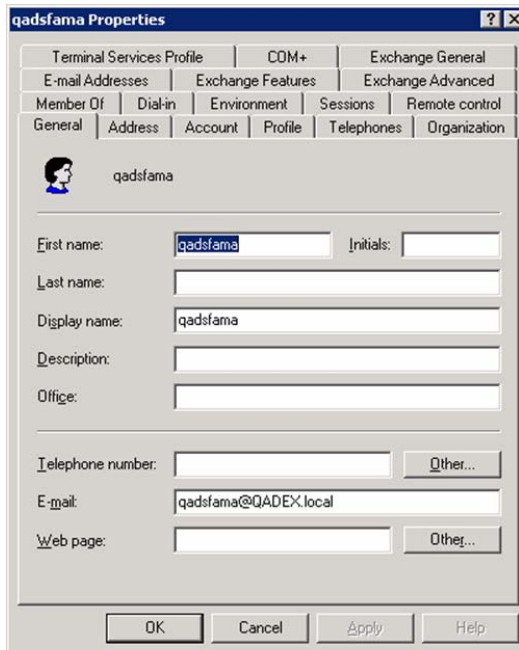 qadsfama Properties
Terminal Services Profile COM+ Exchange General
E-mail Addresses Exchange Features Exchange Advanced
Member Of Dial-in Environment Sessions Remote control
General Address Account Profile Telephones Organization
qadsfama
First name: qadsfama Initials:
Last name:
Display name: qadsfama
Description:
Office:
Telephone number: Other...
E-mail: qadsfama@QADEX.local
Web page: Other...
OK Cancel Apply Help